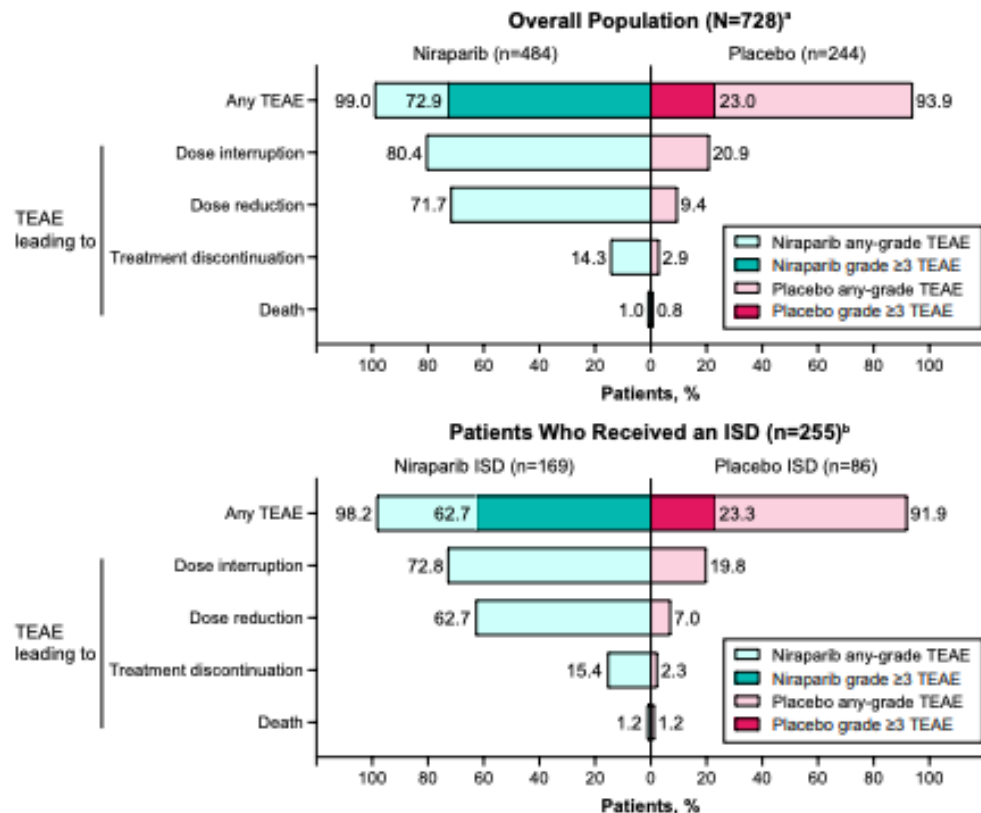 Overall Population (N=728)ᵃ
Niraparib (n=484) Placebo (n=244)
Any TEAE 99.0 72.9 23.0 93.9
Dose interruption 80.4 20.9
Dose reduction 71.7 9.4
TEAE leading to
Treatment discontinuation 14.3 2.9
Death 1.0 0.8
Niraparib any-grade TEAE
Niraparib grade ≥3 TEAE
Placebo any-grade TEAE
Placebo grade ≥3 TEAE
100 80 60 40 20 0 20 40 60 80 100
Patients, %
Patients Who Received an ISD (n=255)ᵇ
Niraparib ISD (n=169) Placebo ISD (n=86)
Any TEAE 98.2 62.7 23.3 91.9
Dose interruption 72.8 19.8
Dose reduction 62.7 7.0
TEAE leading to
Treatment discontinuation 15.4 2.3
Death 1.2 1.2
Niraparib any-grade TEAE
Niraparib grade ≥3 TEAE
Placebo any-grade TEAE
Placebo grade ≥3 TEAE
100 80 60 40 20 0 20 40 60 80 100
Patients, %